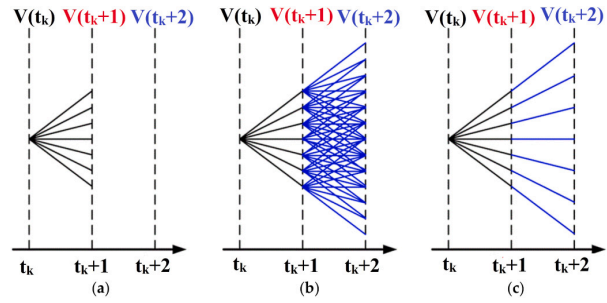 V(tk) V(tk+1) V(tk+2) V(tk) V(tk+1) V(tk+2) V(tk) V(tk+1) V(tk+2)
tk tk+1 tk+2 tk tk+1 tk+2 tk tk+1 tk+2
(a) (b) (c)